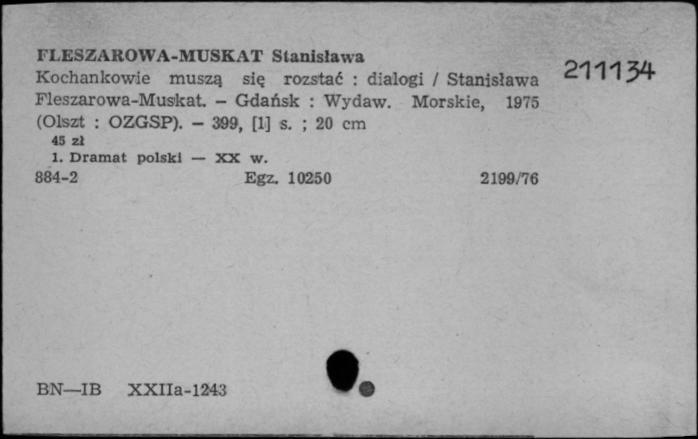 FLESZAROWA-MUSKAT Stanisława
211134
Kochankowie muszą się rozstać : dialogi / Stanisława
Fleszarowa-Muskat. — Gdańsk : Wydaw. Morskie, 1975
(Olszt : OZGSP). — 399, [1] s. ; 20 cm
45 zł
1. Dramat polski — XX w.
884-2 Egz. 10250 2199/76
BN—IB XXIIa-1243